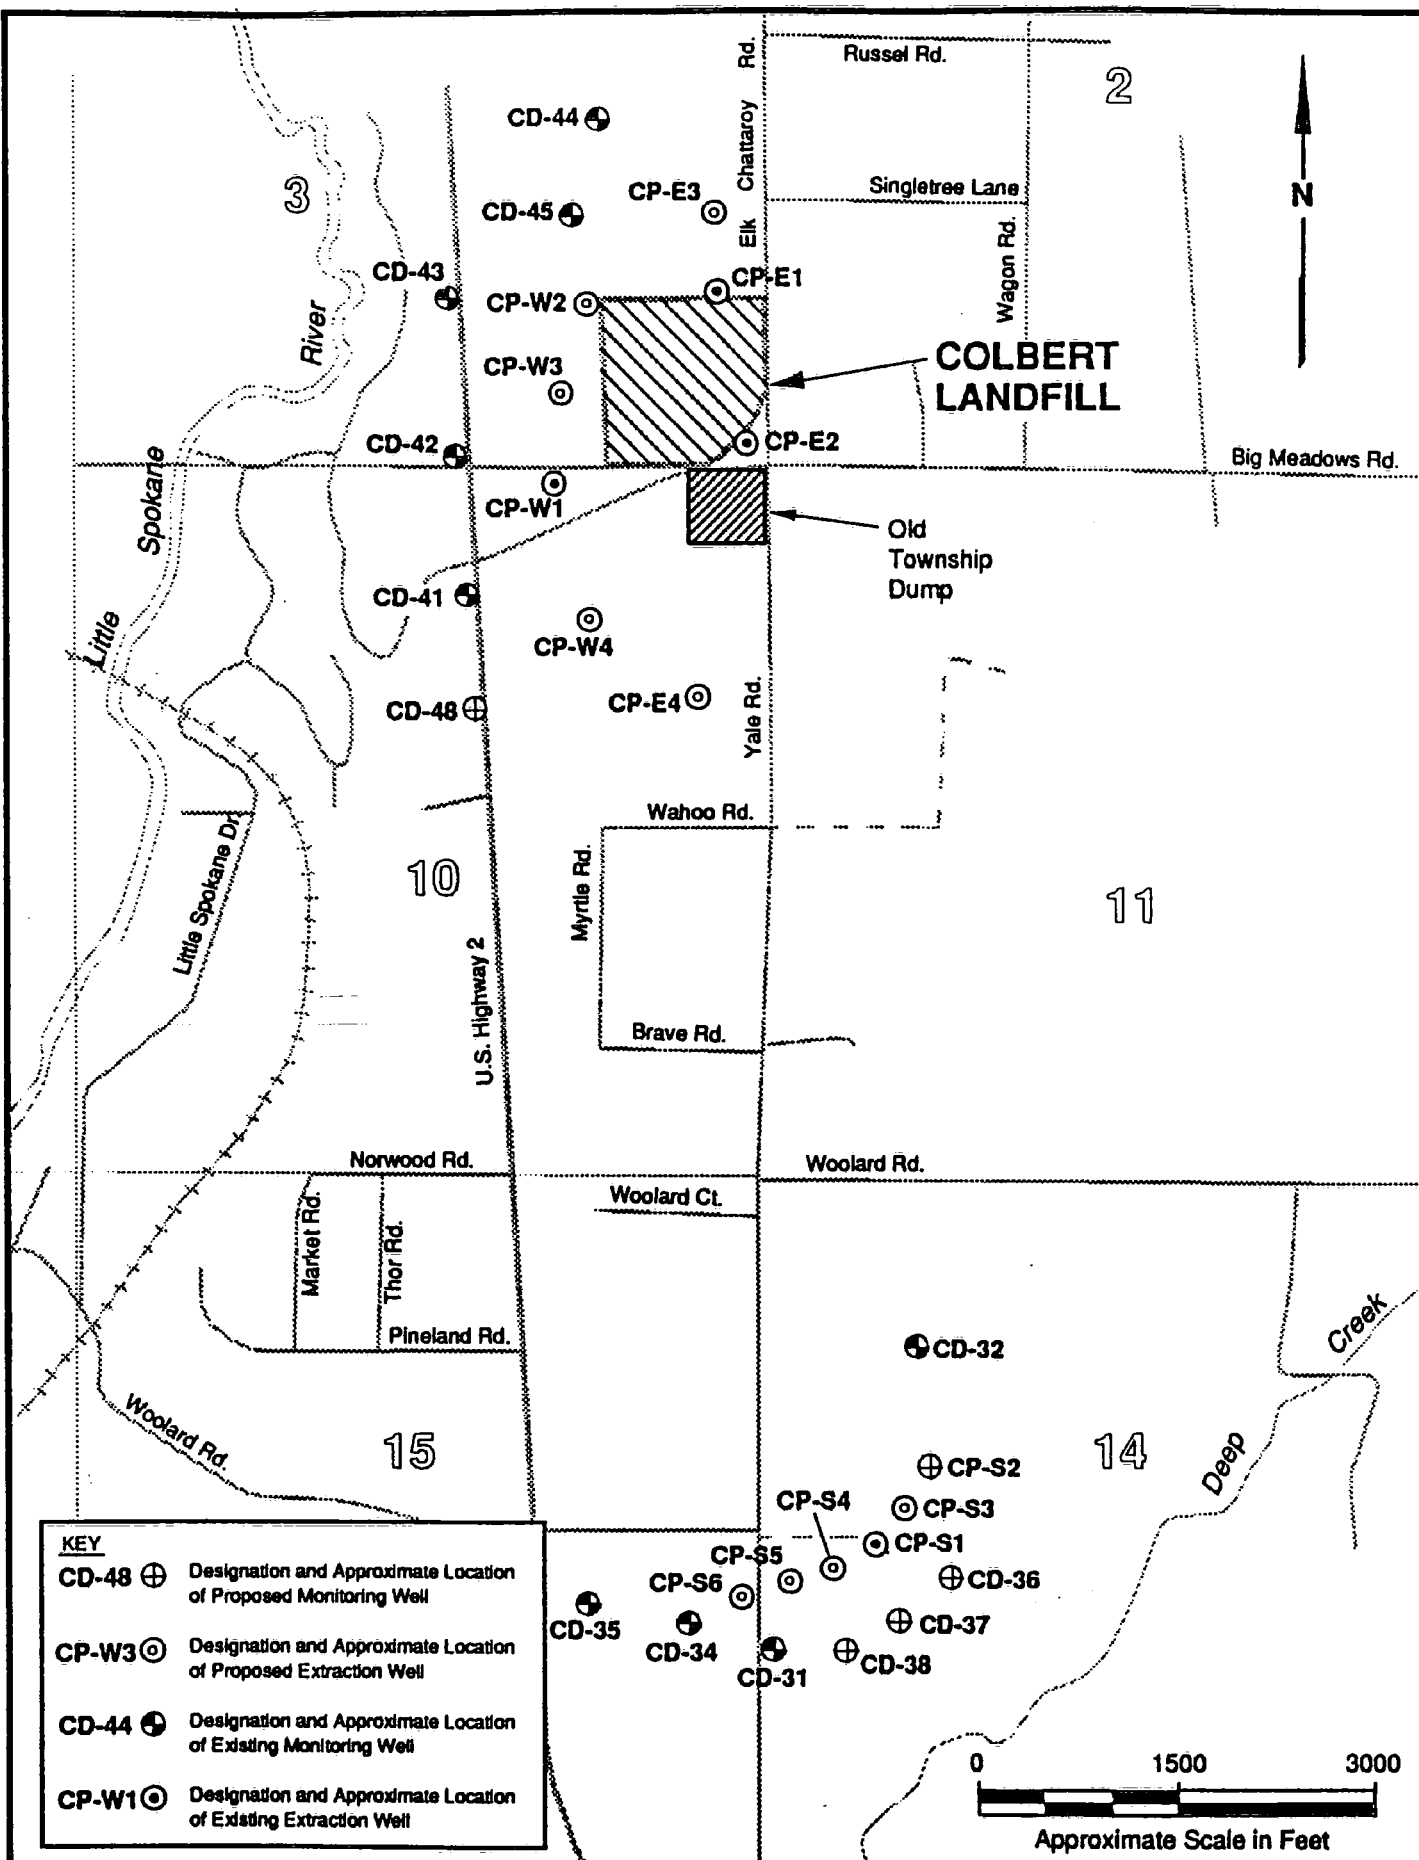 Russel Rd.
2
Elk Chattaroy Rd.
CD-44
N
3
CP-E3
Singletree Lane
CD-45
Wagon Rd.
CD-43
CP-E1
CP-W2
River
COLBERT
LANDFILL
CP-W3
CD-42
CP-E2
Big Meadows Rd.
Spokane
CP-W1
Old
Township
Dump
CD-41
Little
CP-W4
CP-E4
Yale Rd.
CD-48
Wahoo Rd.
Little Spokane Dr.
10
Myrtle Rd.
11
U.S. Highway 2
Brave Rd.
Norwood Rd.
Woolard Rd.
Woolard Ct.
Market Rd.
Thor Rd.
Pineland Rd.
CD-32
Creek
Woolard Rd.
15
14
Deep
CP-S2
CP-S4
CP-S3
CP-S1
CP-S5
CP-S6
CD-36
CD-35
CD-34
CD-37
CD-31
CD-38
KEY
CD-48 Designation and Approximate Location
of Proposed Monitoring Well
CP-W3 Designation and Approximate Location
of Proposed Extraction Well
CD-44 Designation and Approximate Location
of Existing Monitoring Well
CP-W1 Designation and Approximate Location
of Existing Extraction Well
0 1500 3000
Approximate Scale in Feet